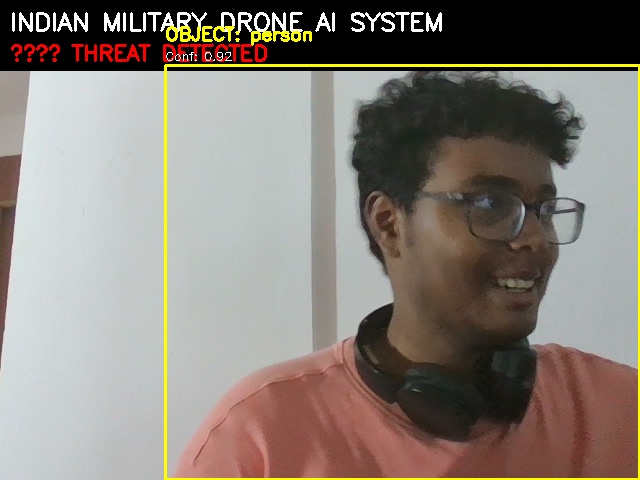 INDIAN MILITARY DRONE AI SYSTEM
OBJECT: person
???? THREAT DETECTED
Conf: 0.92